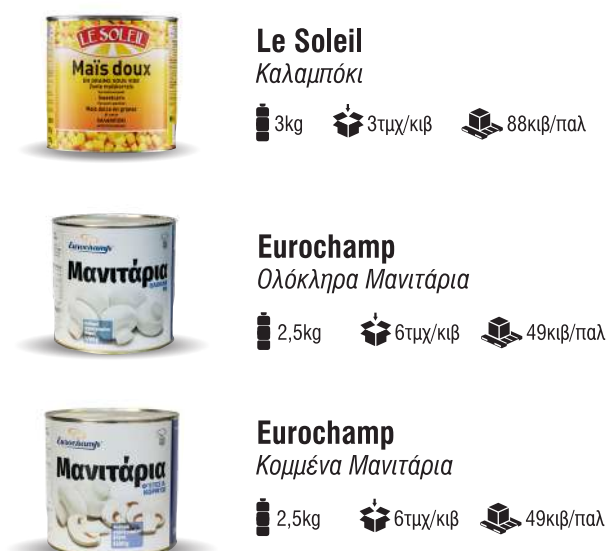 LE SOLEIL
Maïs doux
Le Soleil
Καλαμπόκι
3kg 3τμχ/κιβ 88κιβ/παλ
Eurochamp
Μανιτάρια
Eurochamp
Ολόκληρα Μανιτάρια
2,5kg 6τμχ/κιβ 49κιβ/παλ
Eurochamp
Μανιτάρια
Eurochamp
Κομμένα Μανιτάρια
2,5kg 6τμχ/κιβ 49κιβ/παλ